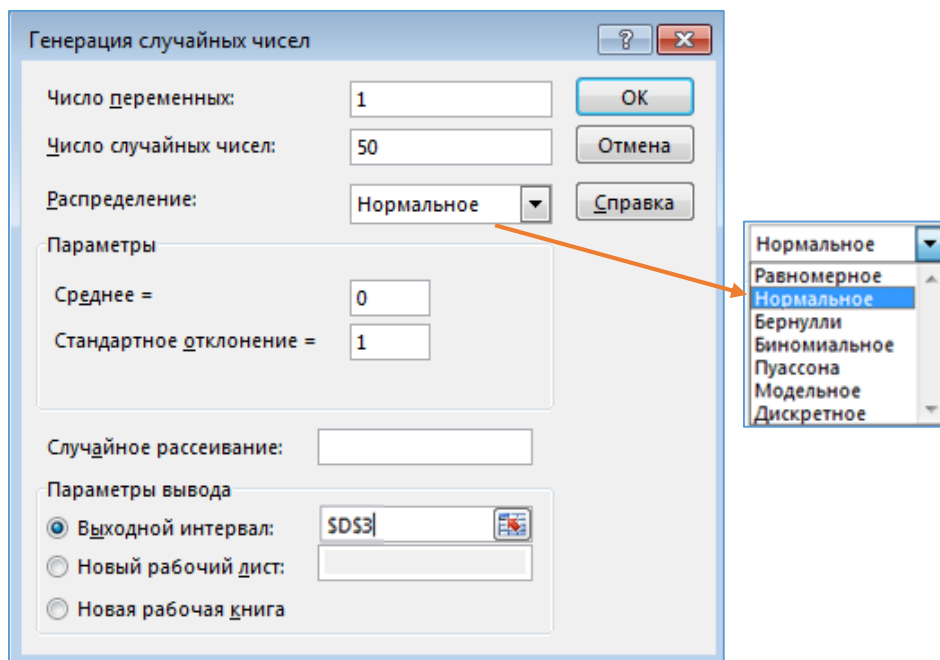 Генерация случайных чисел
?
Число переменных: 1
OK
Число случайных чисел: 50
Отмена
Распределение: Нормальное
Справка
Параметры
Среднее = 0
Стандартное отклонение = 1
Случайное рассеивание:
Параметры вывода
Выходной интервал: $D$3
Новый рабочий лист:
Новая рабочая книга
Нормальное
Равномерное
Нормальное
Бернулли
Биномиальное
Пуассона
Модельное
Дискретное